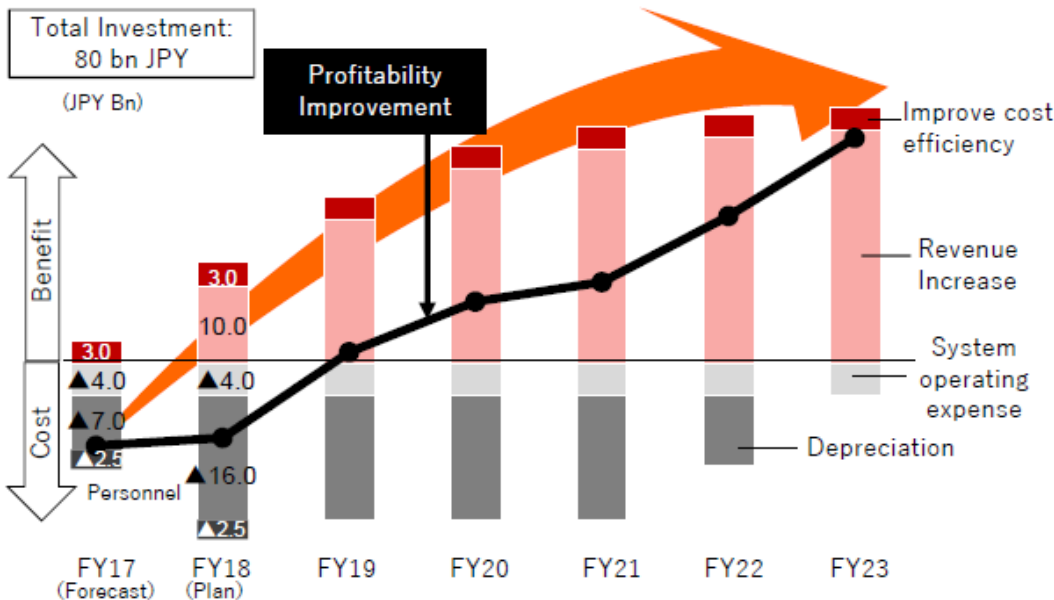 Total Investment:
80 bn JPY
(JPY Bn)
Profitability
Improvement
Improve cost
efficiency
Benefit
Revenue
Increase
3.0
10.0
3.0
System
operating
expense
▲4.0
▲4.0
Cost
▲7.0
Depreciation
△2.5
▲16.0
Personnel
△2.5
FY17
(Forecast)
FY18
(Plan)
FY19
FY20
FY21
FY22
FY23